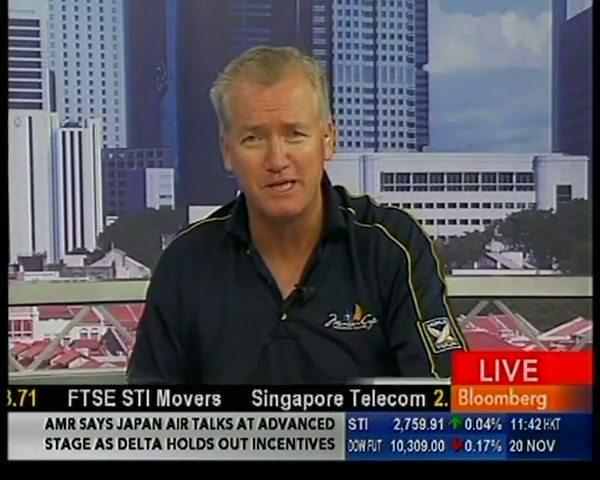 LIVE
3.71 FTSE STI Movers Singapore Telecom 2. Bloomberg
AMR SAYS JAPAN AIR TALKS AT ADVANCED
STAGE AS DELTA HOLDS OUT INCENTIVES
STI 2,759.91 0.04% 11:42 HKT
DOW FUT 10,309.00 0.17% 20 NOV